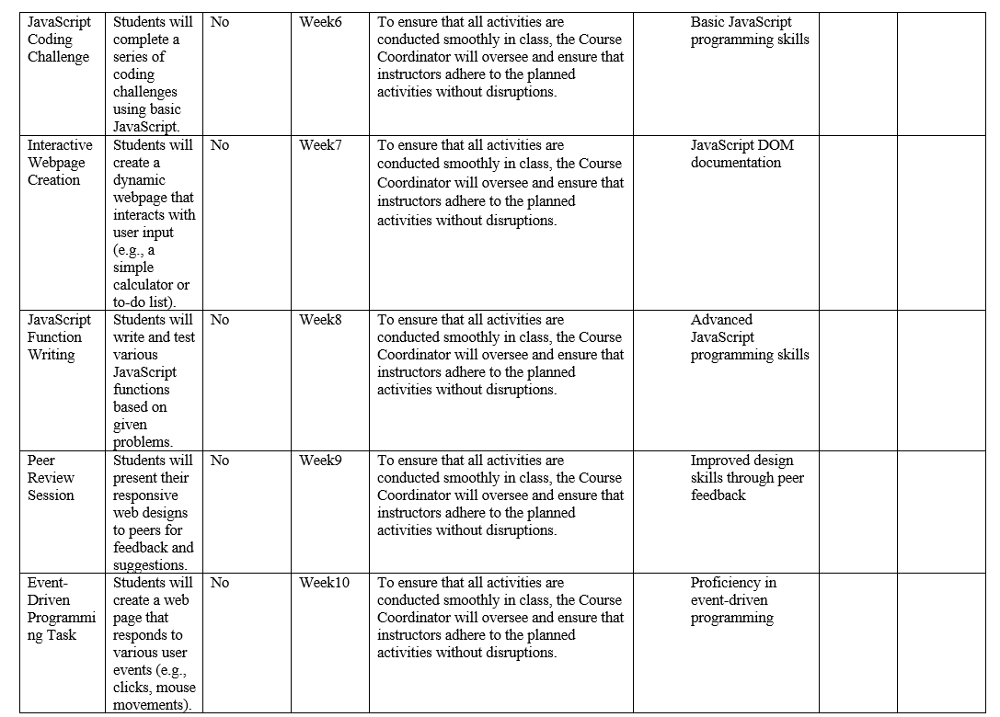 JavaScript
Coding
Challenge
Students will
complete a
series of
coding
challenges
using basic
JavaScript.
No
Week6
To ensure that all activities are
conducted smoothly in class, the Course
Coordinator will oversee and ensure that
instructors adhere to the planned
activities without disruptions.
Basic JavaScript
programming skills
Interactive
Webpage
Creation
Students will
create a
dynamic
webpage that
interacts with
user input
(e.g., a
simple
calculator or
to-do list).
No
Week7
To ensure that all activities are
conducted smoothly in class, the Course
Coordinator will oversee and ensure that
instructors adhere to the planned
activities without disruptions.
JavaScript DOM
documentation
JavaScript
Function
Writing
Students will
write and test
various
JavaScript
functions
based on
given
problems.
No
Week8
To ensure that all activities are
conducted smoothly in class, the Course
Coordinator will oversee and ensure that
instructors adhere to the planned
activities without disruptions.
Advanced
JavaScript
programming skills
Peer
Review
Session
Students will
present their
responsive
web designs
to peers for
feedback and
suggestions.
No
Week9
To ensure that all activities are
conducted smoothly in class, the Course
Coordinator will oversee and ensure that
instructors adhere to the planned
activities without disruptions.
Improved design
skills through peer
feedback
Event-
Driven
Programmi
ng Task
Students will
create a web
page that
responds to
various user
events (e.g.,
clicks, mouse
movements).
No
Week10
To ensure that all activities are
conducted smoothly in class, the Course
Coordinator will oversee and ensure that
instructors adhere to the planned
activities without disruptions.
Proficiency in
event-driven
programming